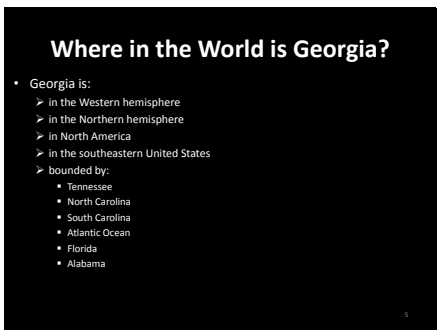 Where in the World is Georgia?
• Georgia is:
➢ in the Western hemisphere
➢ in the Northern hemisphere
➢ in North America
➢ in the southeastern United States
➢ bounded by:
▪ Tennessee
▪ North Carolina
▪ South Carolina
▪ Atlantic Ocean
▪ Florida
▪ Alabama
5